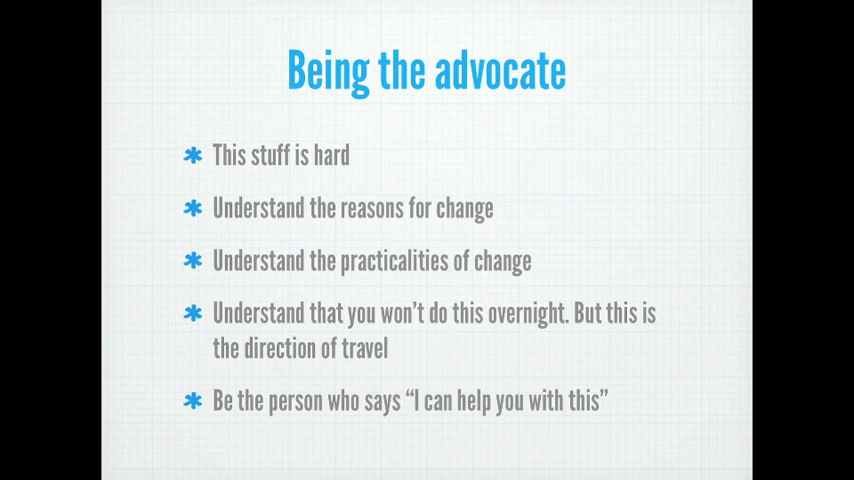 Being the advocate
* This stuff is hard
* Understand the reasons for change
* Understand the practicalities of change
* Understand that you won’t do this overnight. But this is
the direction of travel
* Be the person who says “I can help you with this”